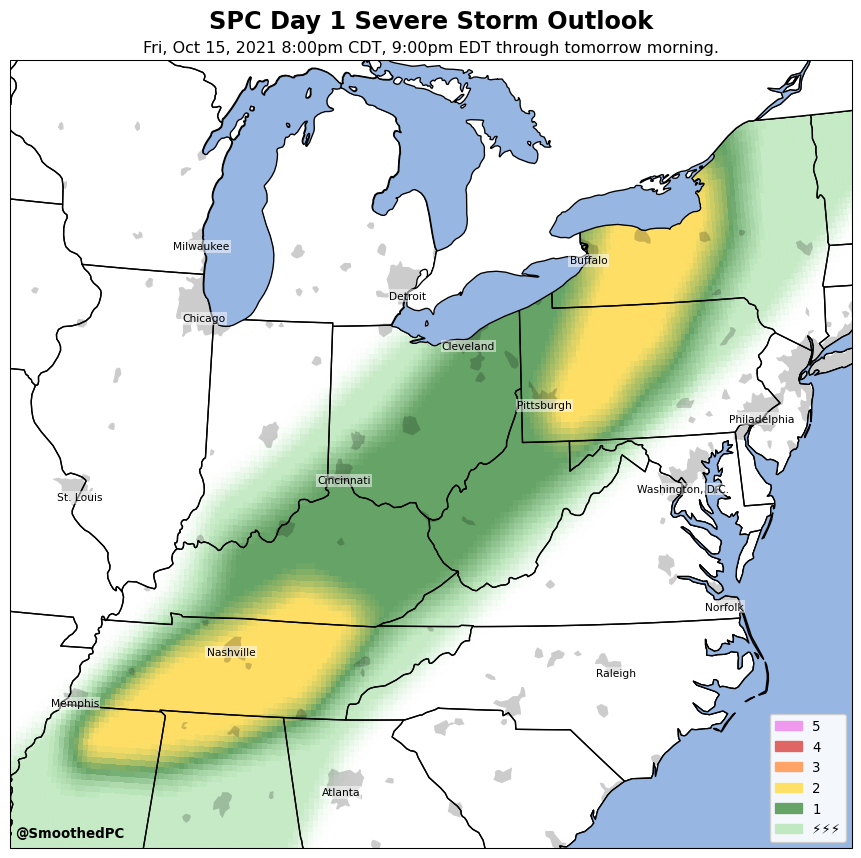 SPC Day 1 Severe Storm Outlook
Fri, Oct 15, 2021 8:00pm CDT, 9:00pm EDT through tomorrow morning.
Milwaukee
Buffalo
Detroit
Chicago
Cleveland
Pittsburgh
Philadelphia
Cincinnati
Washington, D.C.
St. Louis
Norfolk
Nashville
Raleigh
Memphis
Atlanta
5
4
3
2
1
⚡⚡⚡
@SmoothedPC